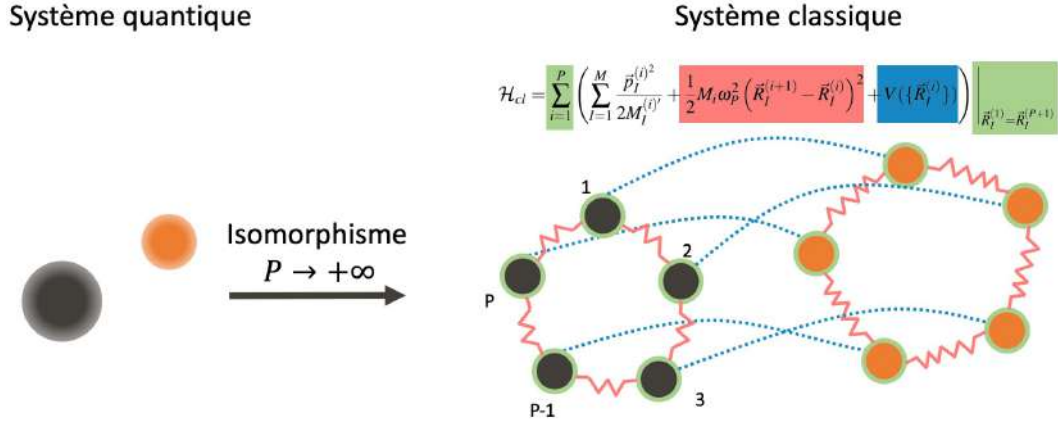 Système quantique
Système classique
$\mathcal{H}_{cl} = \sum_{i=1}^{P} \left( \sum_{I=1}^{M} \frac{\vec{p}_I^{(i)2}}{2M_I^{(i)'}} + \frac{1}{2} M_i \omega_P^2 \left( \vec{R}_I^{(i+1)} - \vec{R}_I^{(i)} \right)^2 + V(\{\vec{R}_I^{(i)}\}) \right) \Big|_{\vec{R}_I^{(1)} = \vec{R}_I^{(P+1)}}$
Isomorphisme
P → +∞
1
2
P
P-1
3